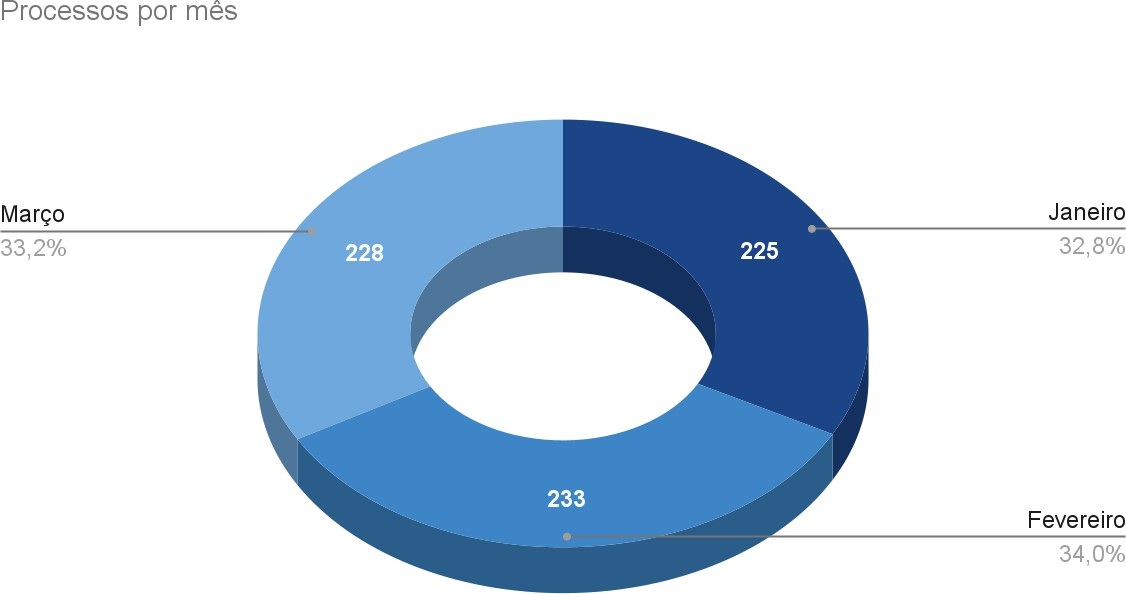 Processos por mês
Março
33,2%
228
225
Janeiro
32,8%
233
Fevereiro
34,0%